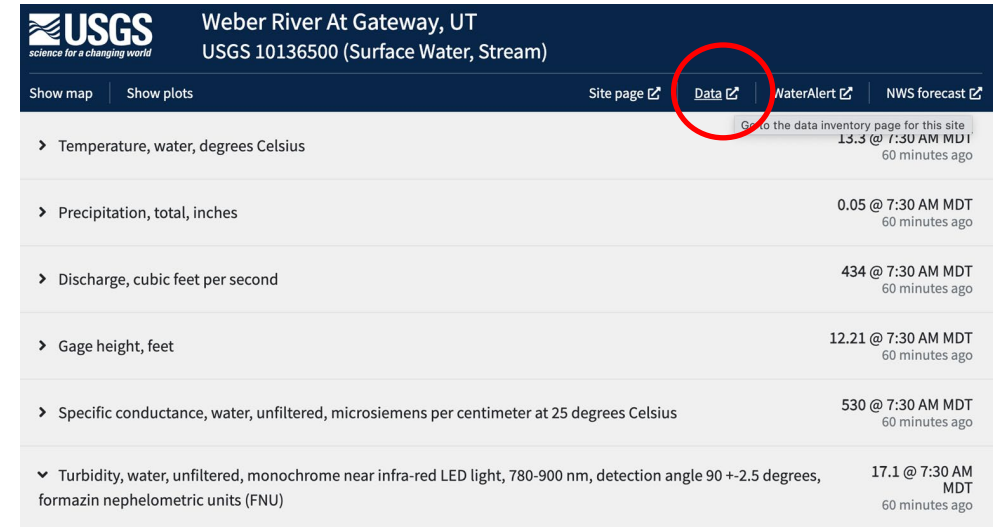 USGS
science for a changing world
Weber River At Gateway, UT
USGS 10136500 (Surface Water, Stream)
Show map
Show plots
Site page
Data
WaterAlert
NWS forecast
Go to the data inventory page for this site
Temperature, water, degrees Celsius
13.3 @ 7:30 AM MDT
60 minutes ago
Precipitation, total, inches
0.05 @ 7:30 AM MDT
60 minutes ago
Discharge, cubic feet per second
434 @ 7:30 AM MDT
60 minutes ago
Gage height, feet
12.21 @ 7:30 AM MDT
60 minutes ago
Specific conductance, water, unfiltered, microsiemens per centimeter at 25 degrees Celsius
530 @ 7:30 AM MDT
60 minutes ago
Turbidity, water, unfiltered, monochrome near infra-red LED light, 780-900 nm, detection angle 90 +-2.5 degrees,
formazin nephelometric units (FNU)
17.1 @ 7:30 AM
MDT
60 minutes ago